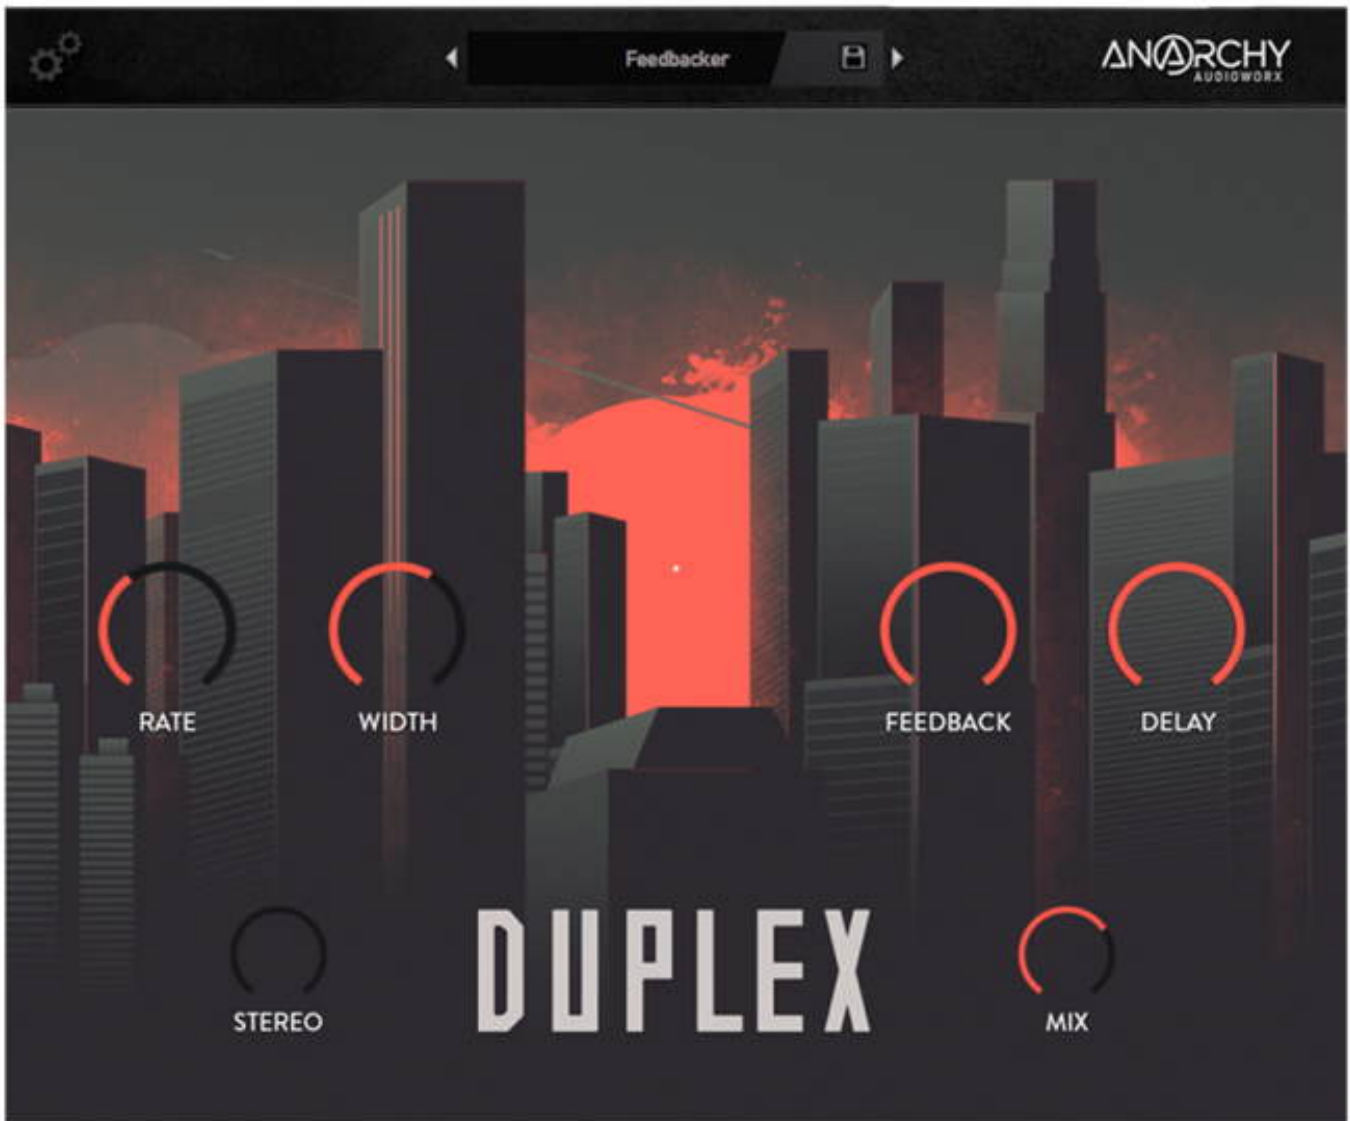 Feedbacker
ANARCHY
AUDIOWORX
RATE
WIDTH
FEEDBACK
DELAY
STEREO
DUPLEX
MIX